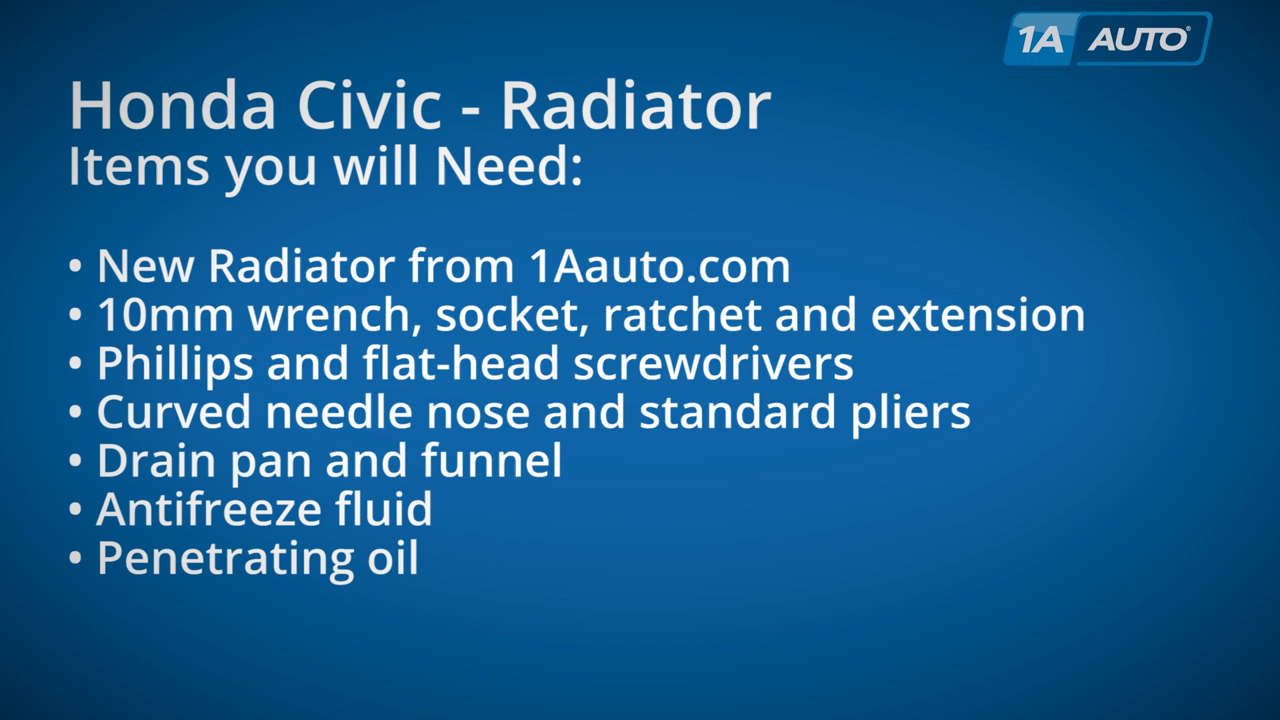 1A AUTO®
Honda Civic - Radiator
Items you will Need:
• New Radiator from 1Aauto.com
• 10mm wrench, socket, ratchet and extension
• Phillips and flat-head screwdrivers
• Curved needle nose and standard pliers
• Drain pan and funnel
• Antifreeze fluid
• Penetrating oil